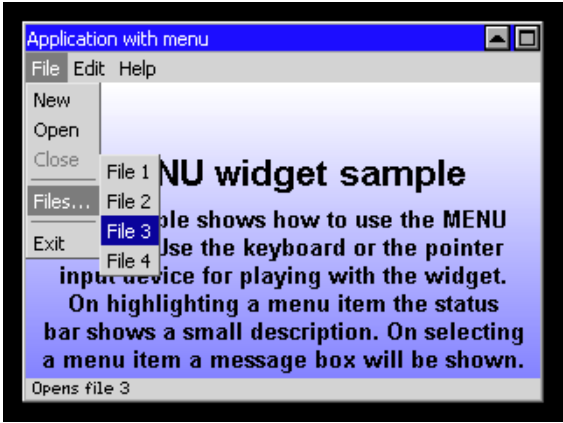 Application with menu
File Edit Help
New
Open
Close
Files...
Exit
File 1
File 2
File 3
File 4
NU widget sample
ple shows how to use the MENU
Use the keyboard or the pointer
input device for playing with the widget.
On highlighting a menu item the status
bar shows a small description. On selecting
a menu item a message box will be shown.
Opens file 3